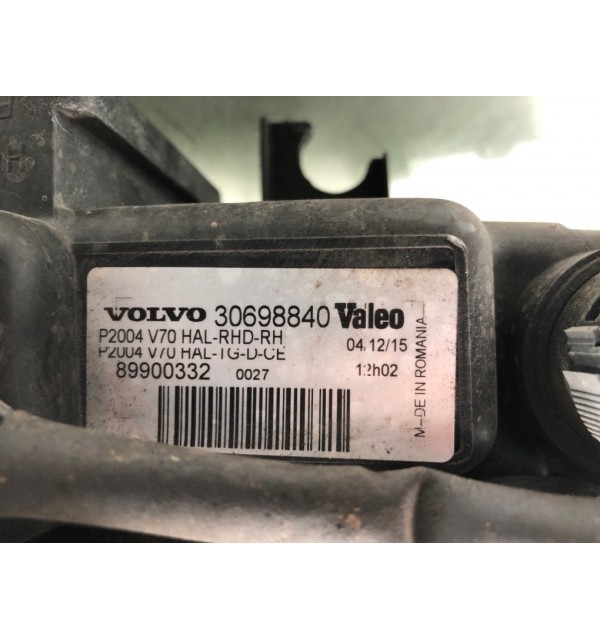 VOLVO 30698840 Valeo
P2004 V70 HAL-RHD-RH 04/12/15
P2004 V70 HAL-TG-D-CE
89900332 0027 12h02
MADE IN ROMANIA